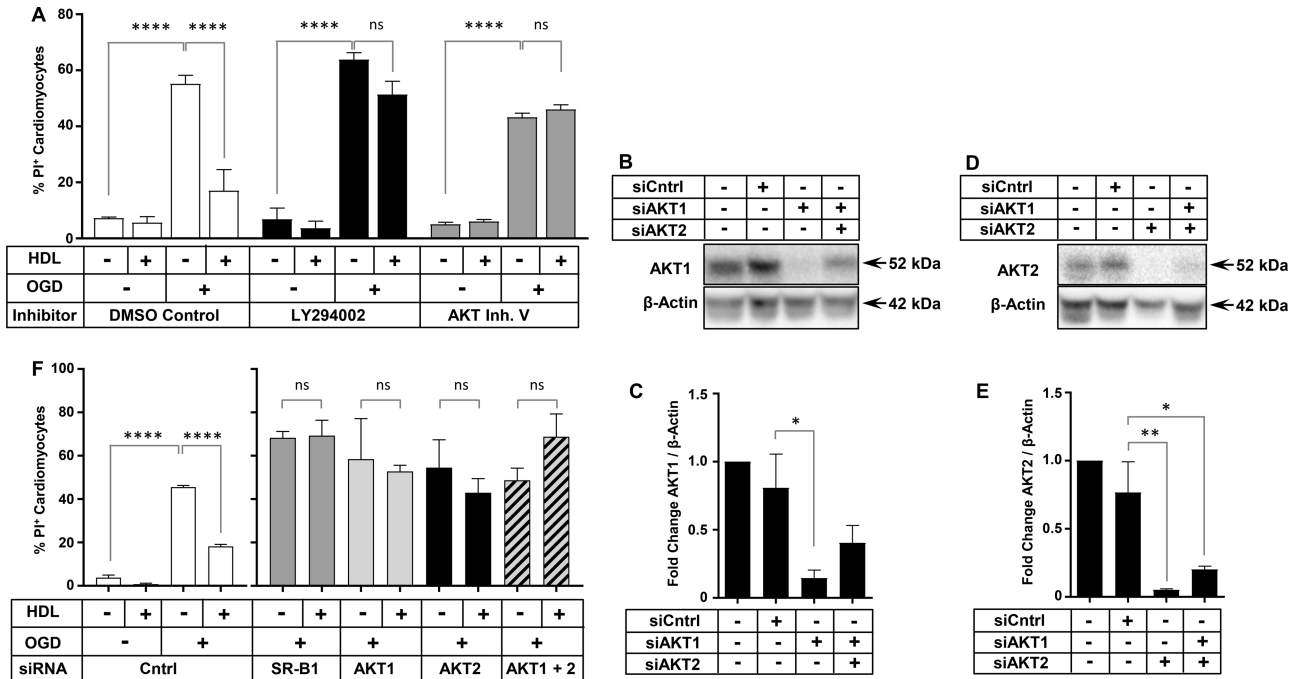 A
% PI⁺ Cardiomyocytes
80
60
40
20
0
**** **** **** ns **** ns
HDL - + - + - + - + - + - +
OGD - + - + - +
Inhibitor DMSO Control LY294002 AKT Inh. V
B
siCntrl - + - -
siAKT1 - - + +
siAKT2 - - - +
AKT1 52 kDa
β-Actin 42 kDa
D
siCntrl - + - -
siAKT1 - - - +
siAKT2 - - + +
AKT2 52 kDa
β-Actin 42 kDa
F
% PI⁺ Cardiomyocytes
100
80
60
40
20
0
**** **** ns ns ns ns
HDL - + - + - + - + - + - +
OGD - + + + + +
siRNA Cntrl SR-B1 AKT1 AKT2 AKT1 + 2
C
Fold Change AKT1 / β-Actin
1.5
1.0
0.5
0
*
siCntrl - + - -
siAKT1 - - + +
siAKT2 - - - +
E
Fold Change AKT2 / β-Actin
1.5
1.0
0.5
0
*
**
siCntrl - + - -
siAKT1 - - - +
siAKT2 - - + +